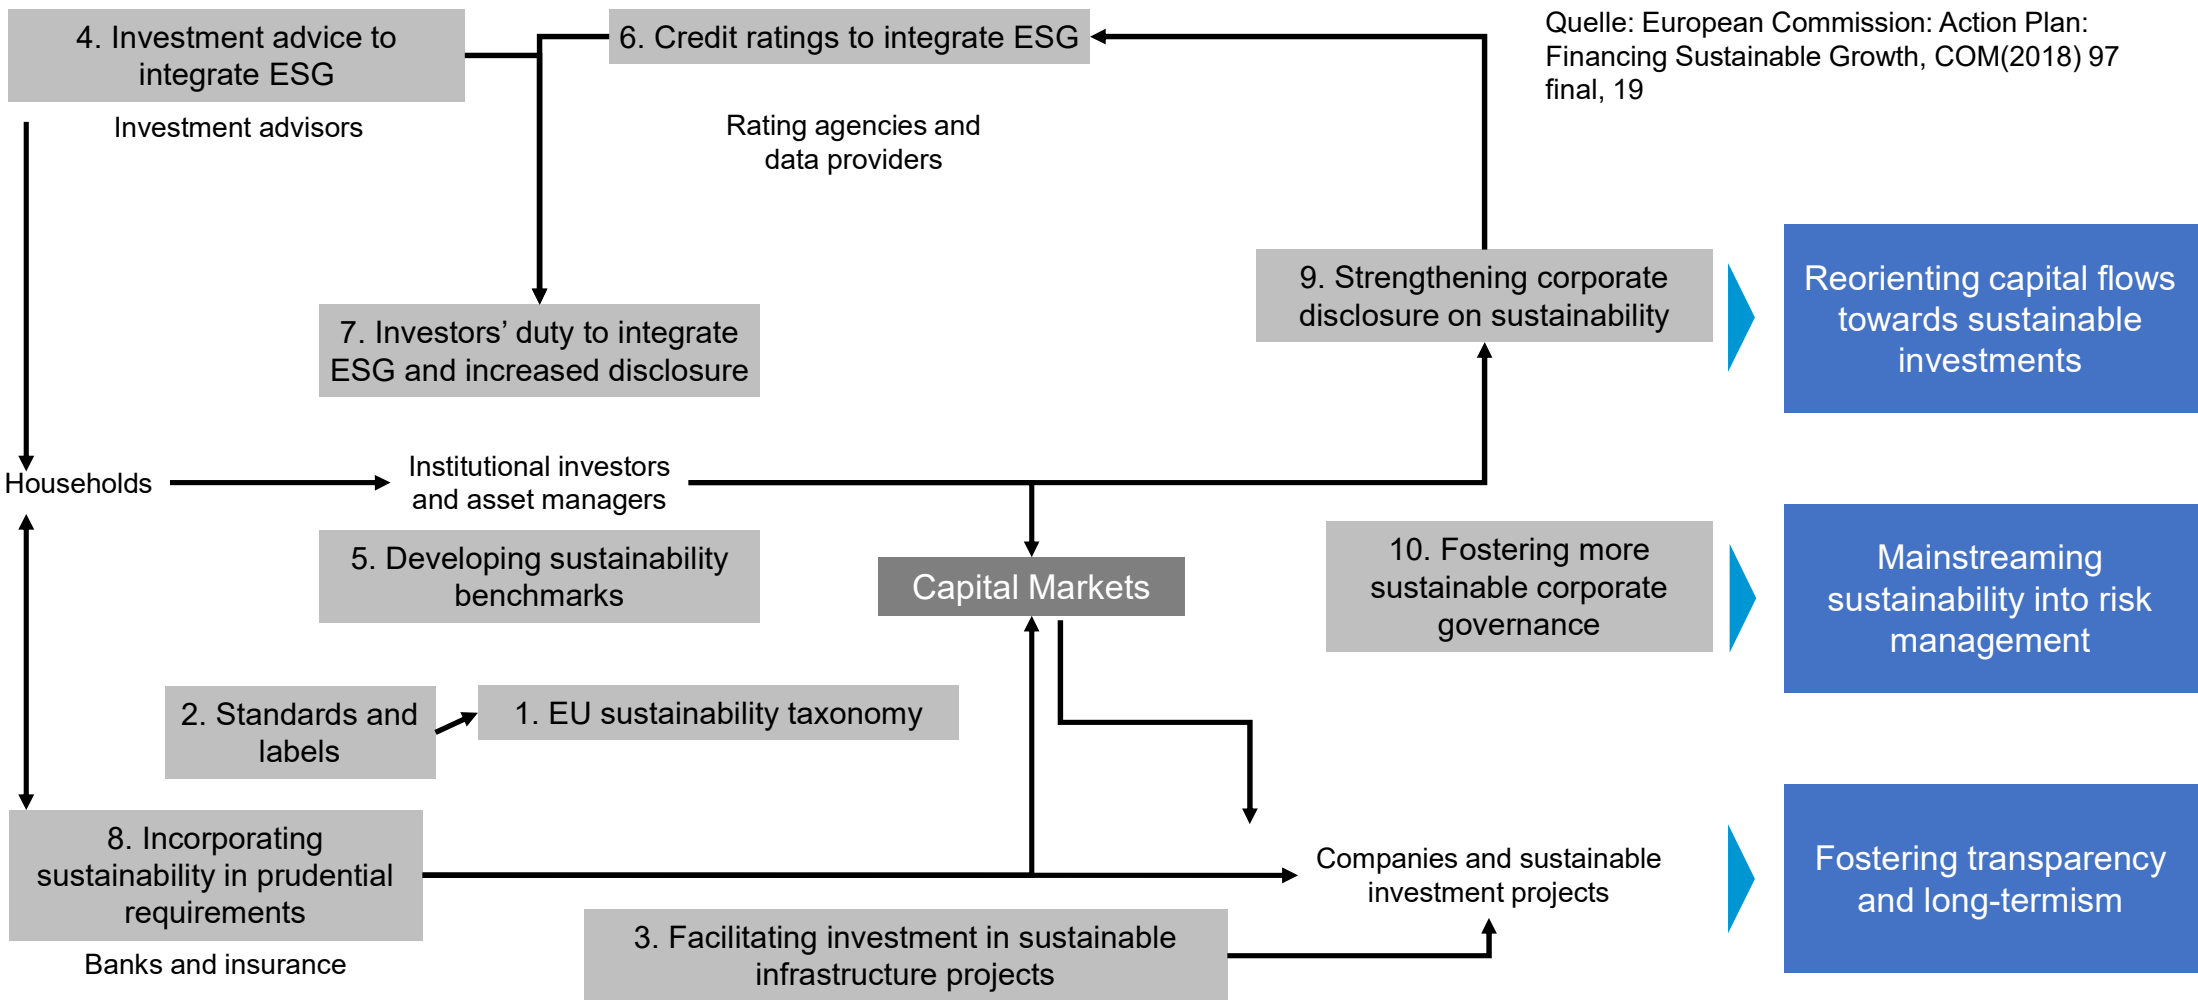 4. Investment advice to
integrate ESG
Investment advisors
6. Credit ratings to integrate ESG
Rating agencies and
data providers
Quelle: European Commission: Action Plan:
Financing Sustainable Growth, COM(2018) 97
final, 19
7. Investors’ duty to integrate
ESG and increased disclosure
9. Strengthening corporate
disclosure on sustainability
Reorienting capital flows
towards sustainable
investments
Households
Institutional investors
and asset managers
5. Developing sustainability
benchmarks
Capital Markets
10. Fostering more
sustainable corporate
governance
Mainstreaming
sustainability into risk
management
2. Standards and
labels
1. EU sustainability taxonomy
8. Incorporating
sustainability in prudential
requirements
Banks and insurance
3. Facilitating investment in sustainable
infrastructure projects
Companies and sustainable
investment projects
Fostering transparency
and long-termism